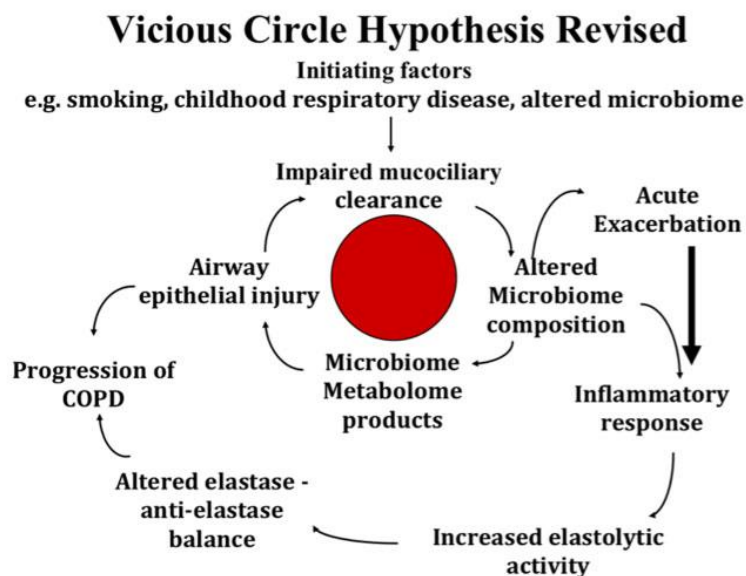 Vicious Circle Hypothesis Revised
Initiating factors
e.g. smoking, childhood respiratory disease, altered microbiome
Impaired mucociliary
clearance
Acute
Exacerbation
Altered
Microbiome
composition
Airway
epithelial injury
Microbiome
Metabolome
products
Progression of
COPD
Inflammatory
response
Altered elastase -
anti-elastase
balance
Increased elastolytic
activity